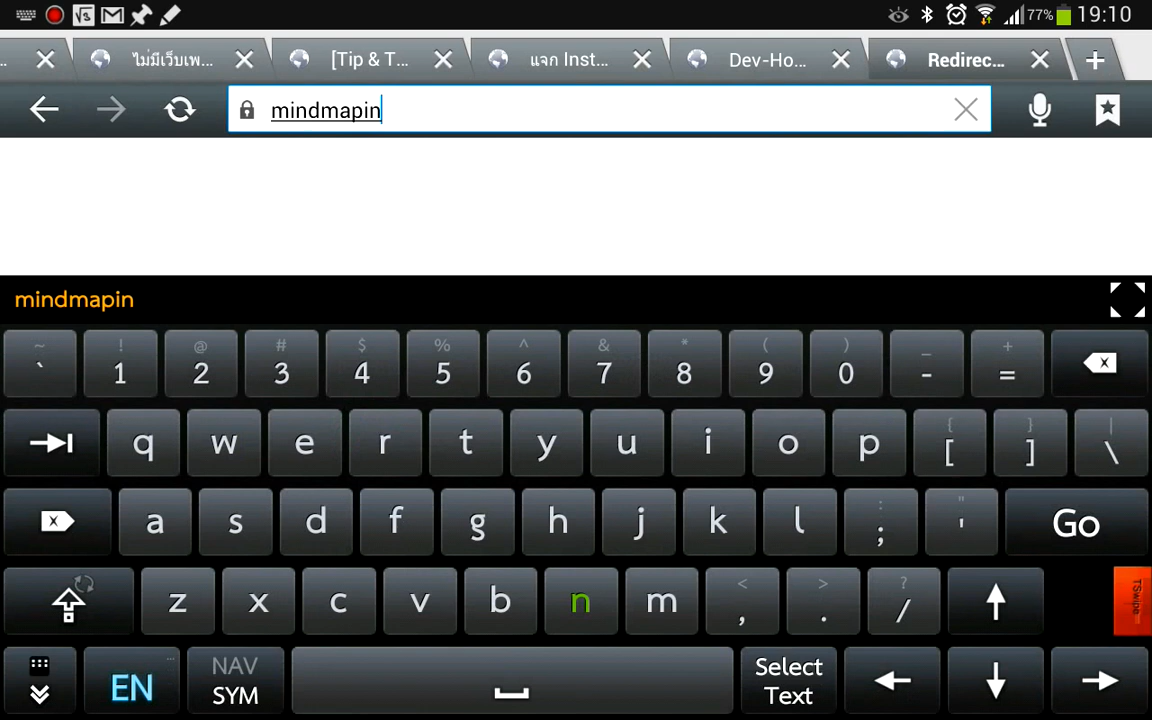 77% 19:10
... ไม่มีเว็บเพ... [Tip & T... แจก Inst... Dev-Ho... Redirec... +
mindmapin
mindmapin
~ ! @ # $ % ^ & * ( ) _ +
` 1 2 3 4 5 6 7 8 9 0 - =
q w e r t y u i o p { [ } ] | \
a s d f g h j k l : ; " ' Go
z x c v b n m < , > . ? / TSwipe
EN ... NAV SYM Select Text